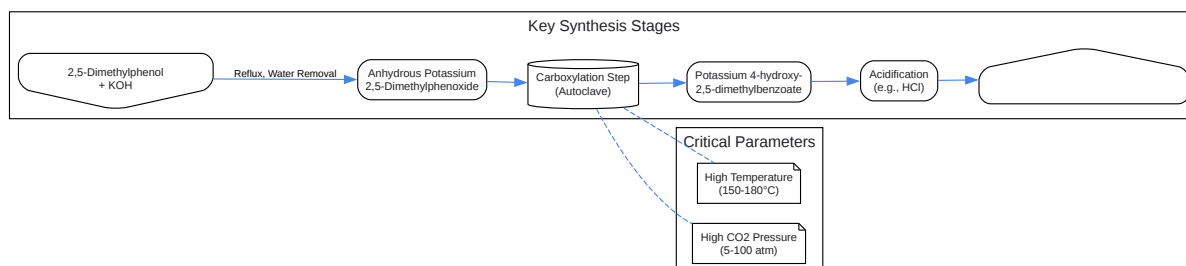 Key Synthesis Stages
2,5-Dimethylphenol
+ KOH
Reflux, Water Removal
Anhydrous Potassium
2,5-Dimethylphenoxide
Carboxylation Step
(Autoclave)
Potassium 4-hydroxy-
2,5-dimethylbenzoate
Acidification
(e.g., HCl)
Critical Parameters
High Temperature
(150-180°C)
High CO2 Pressure
(5-100 atm)